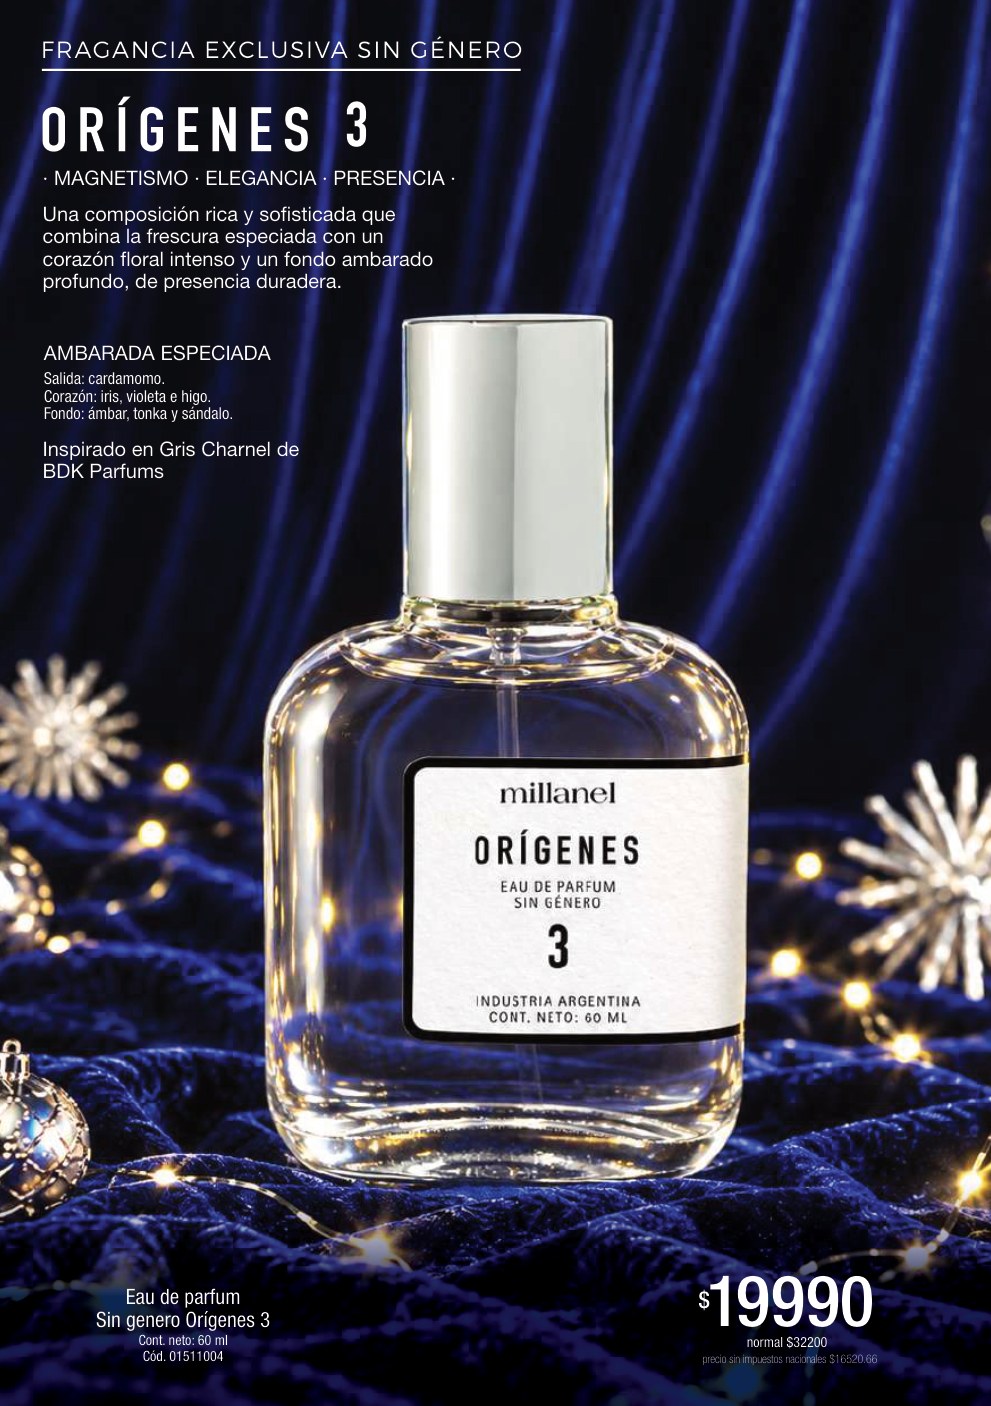 FRAGANCIA EXCLUSIVA SIN GÉNERO
ORÍGENES 3
· MAGNETISMO · ELEGANCIA · PRESENCIA ·
Una composición rica y sofisticada que
combina la frescura especiada con un
corazón floral intenso y un fondo ambarado
profundo, de presencia duradera.
AMBARADA ESPECIADA
Salida: cardamomo.
Corazón: iris, violeta e higo.
Fondo: ámbar, tonka y sándalo.
Inspirado en Gris Charnel de
BDK Parfums
millanel
ORÍGENES
EAU DE PARFUM
SIN GÉNERO
3
INDUSTRIA ARGENTINA
CONT. NETO: 60 ML
Eau de parfum
Sin genero Orígenes 3
Cont. neto: 60 ml
Cód. 01511004
$19990
normal $32200
precio sin impuestos nacionales $16520.66